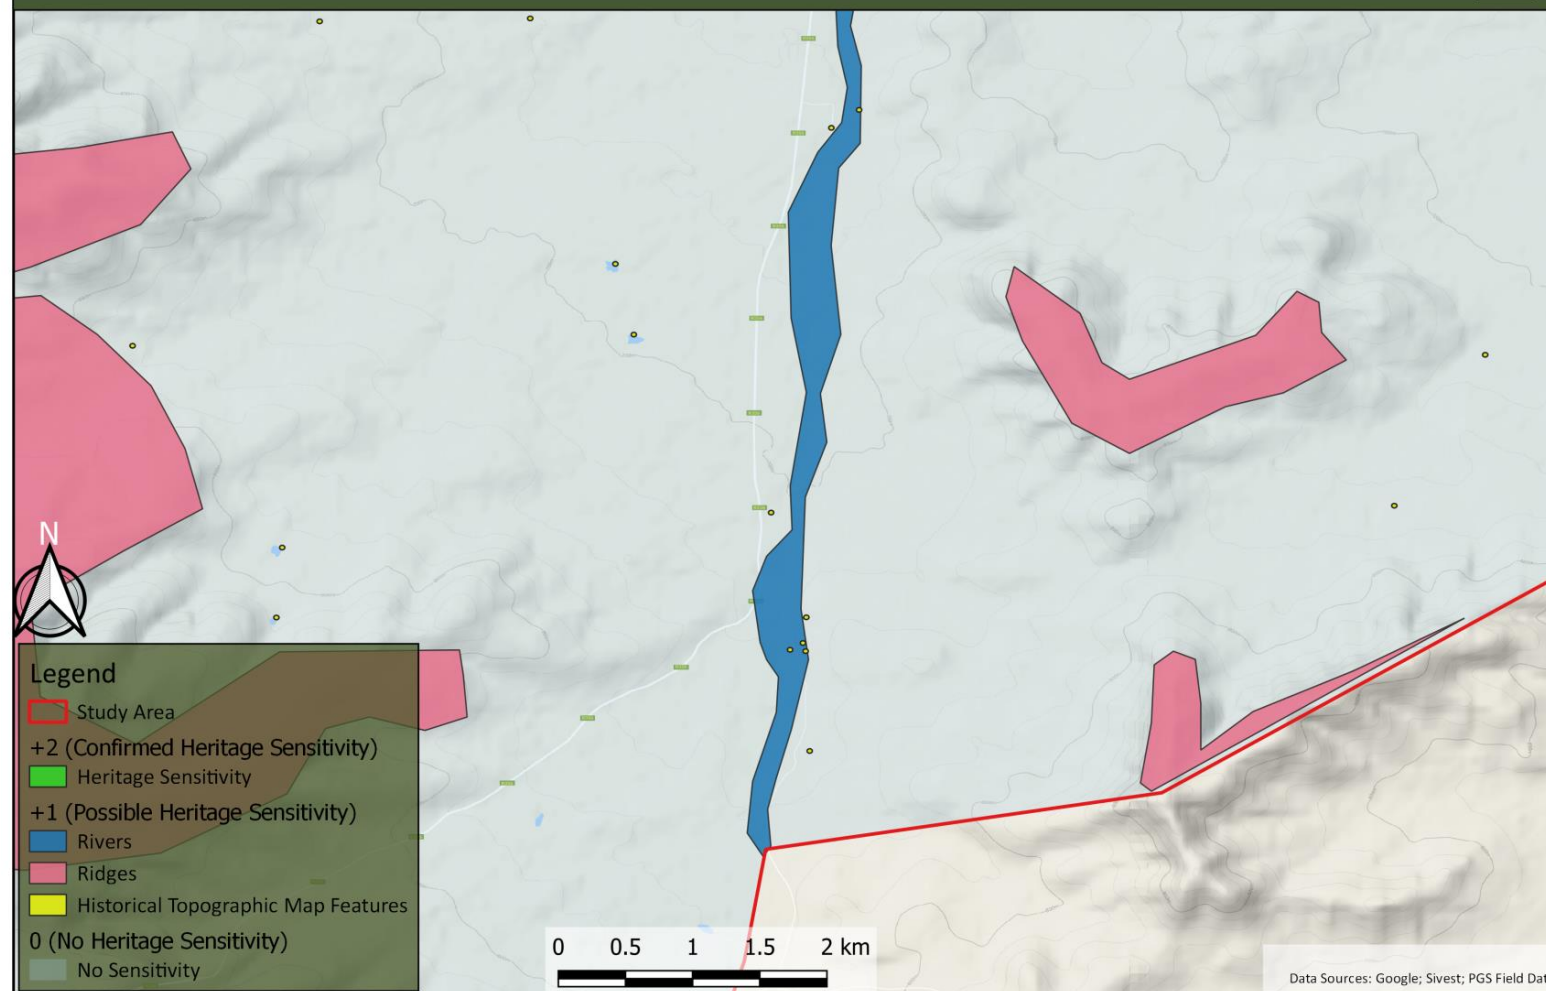 N
Legend
Study Area
+2 (Confirmed Heritage Sensitivity)
Heritage Sensitivity
+1 (Possible Heritage Sensitivity)
Rivers
Ridges
Historical Topographic Map Features
0 (No Heritage Sensitivity)
No Sensitivity
0 0.5 1 1.5 2 km
Data Sources: Google; Sivest; PGS Field Dat